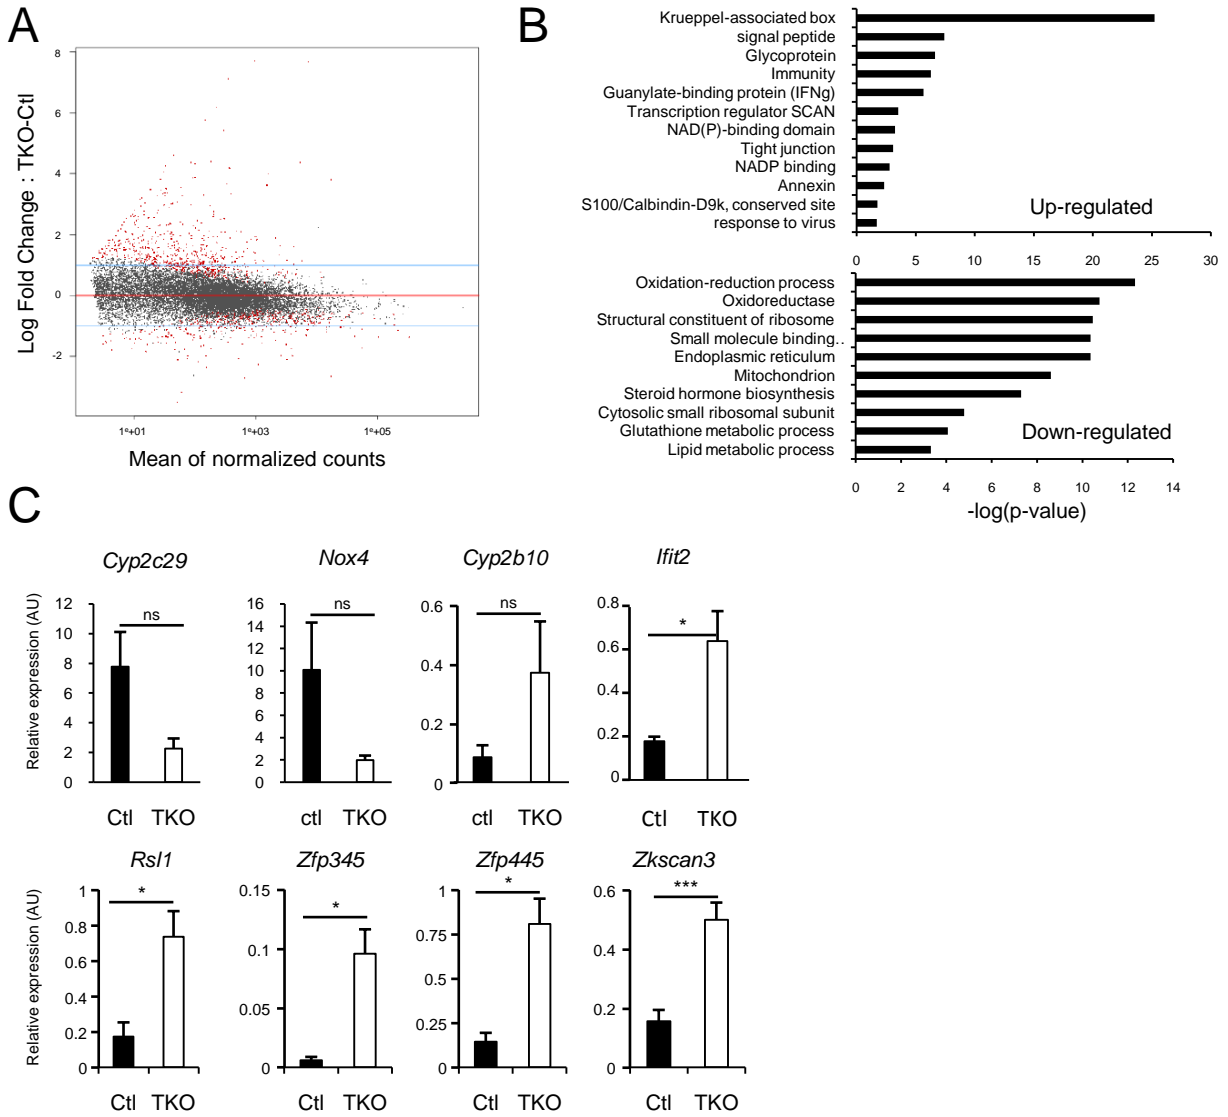 A
Log Fold Change : TKO-Ctl
8
6
4
2
0
-2
1e+01
1e+03
1e+05
Mean of normalized counts
B
Krueppel-associated box
signal peptide
Glycoprotein
Immunity
Guanylate-binding protein (IFNg)
Transcription regulator SCAN
NAD(P)-binding domain
Tight junction
NADP binding
Annexin
S100/Calbindin-D9k, conserved site
response to virus
Up-regulated
0 5 10 15 20 25 30
Oxidation-reduction process
Oxidoreductase
Structural constituent of ribosome
Small molecule binding..
Endoplasmic reticulum
Mitochondrion
Steroid hormone biosynthesis
Cytosolic small ribosomal subunit
Glutathione metabolic process
Lipid metabolic process
Down-regulated
0 2 4 6 8 10 12 14
-log(p-value)
C
Cyp2c29
Relative expression (AU)
12
10
8
6
4
2
0
ns
Ctl TKO
Nox4
16
14
12
10
8
6
4
2
0
ns
ctl TKO
Cyp2b10
0.6
0.4
0.2
0
ns
ctl TKO
Ifit2
0.8
0.6
0.4
0.2
0
*
Ctl TKO
Rsl1
Relative expression (AU)
1
0.8
0.6
0.4
0.2
0
*
Ctl TKO
Zfp345
0.15
0.1
0.05
0
*
Ctl TKO
Zfp445
1
0.75
0.5
0.25
0
*
Ctl TKO
Zkscan3
0.6
0.4
0.2
0
***
Ctl TKO